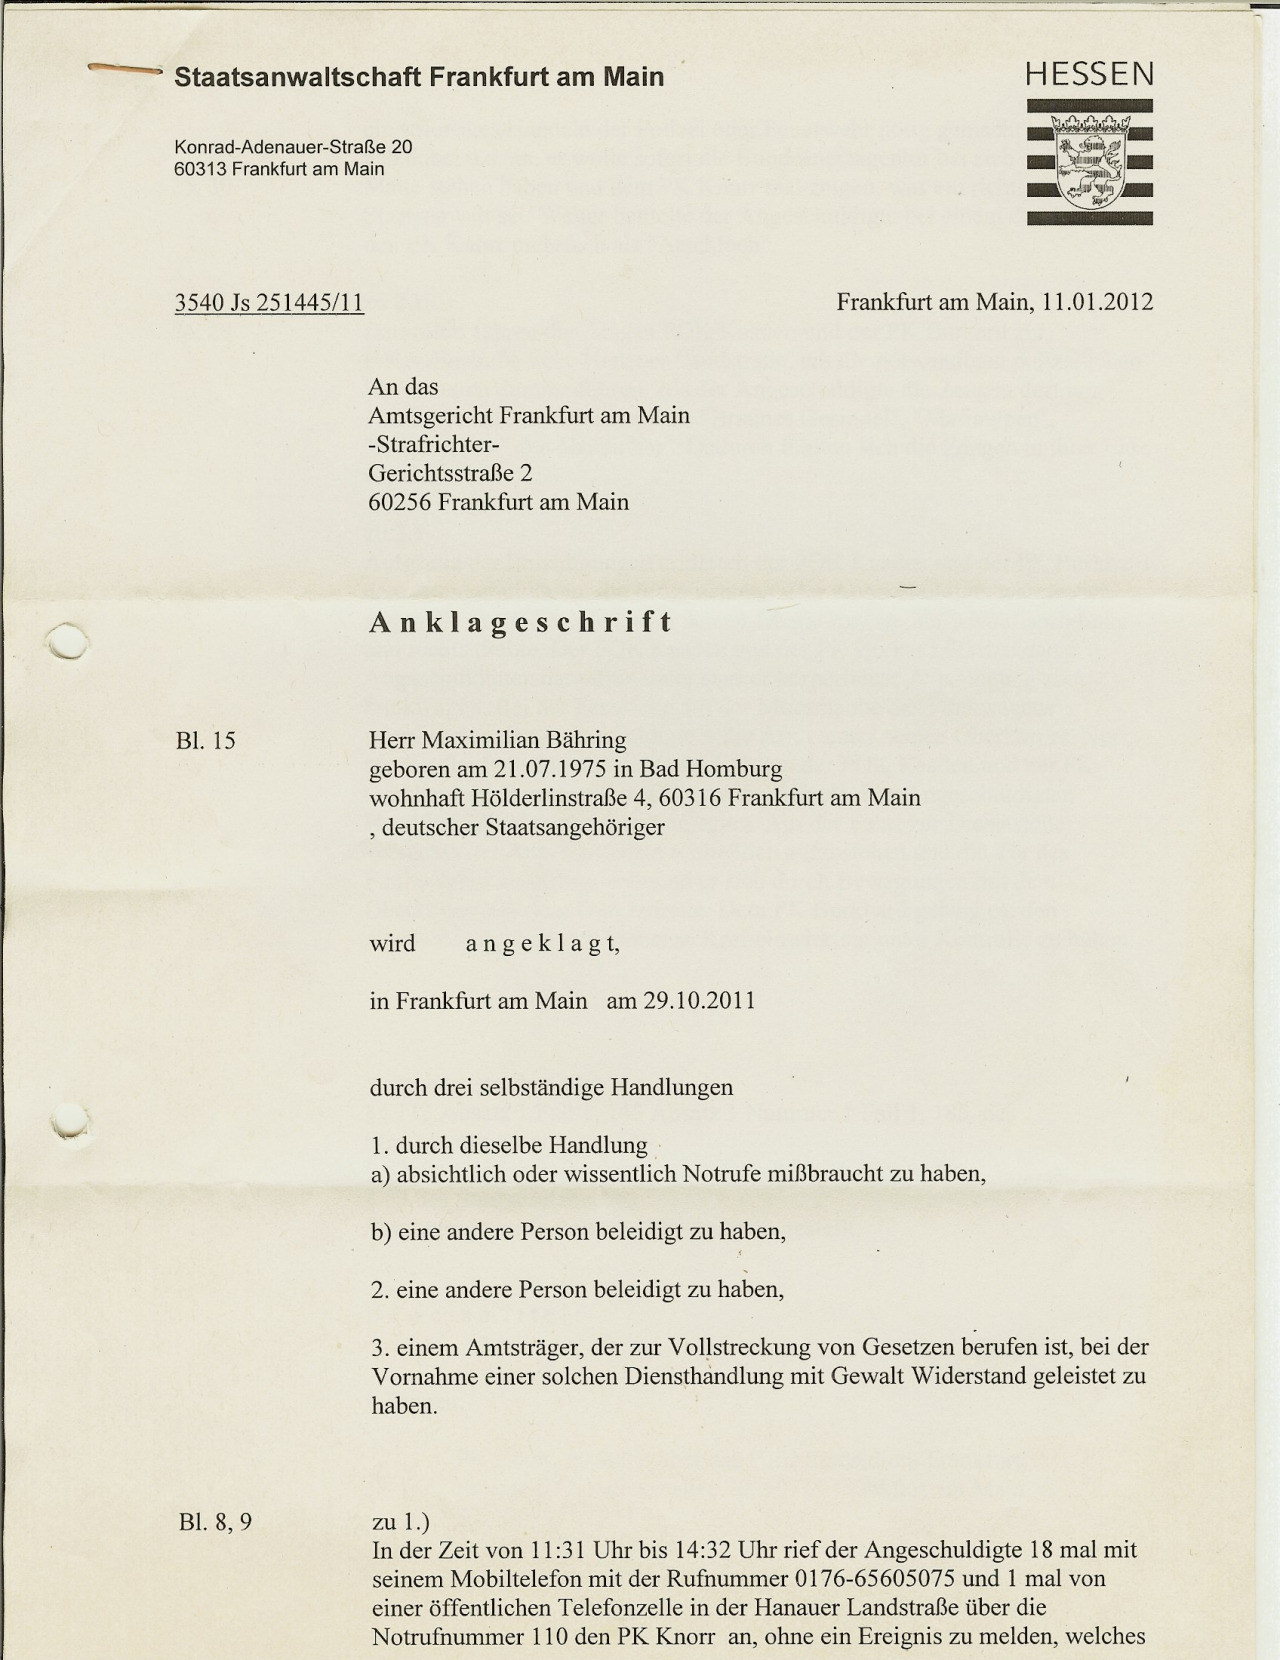 Staatsanwaltschaft Frankfurt am Main
HESSEN
Konrad-Adenauer-Straße 20
60313 Frankfurt am Main
3540 Js 251445/11
Frankfurt am Main, 11.01.2012
An das
Amtsgericht Frankfurt am Main
-Strafrichter-
Gerichtsstraße 2
60256 Frankfurt am Main
Anklageschrift
Bl. 15
Herr Maximilian Bähring
geboren am 21.07.1975 in Bad Homburg
wohnhaft Hölderlinstraße 4, 60316 Frankfurt am Main
, deutscher Staatsangehöriger
wird angeklagt,
in Frankfurt am Main am 29.10.2011
durch drei selbständige Handlungen
1. durch dieselbe Handlung
a) absichtlich oder wissentlich Notrufe mißbraucht zu haben,
b) eine andere Person beleidigt zu haben,
2. eine andere Person beleidigt zu haben,
3. einem Amtsträger, der zur Vollstreckung von Gesetzen berufen ist, bei der
Vornahme einer solchen Diensthandlung mit Gewalt Widerstand geleistet zu
haben.
Bl. 8, 9
zu 1.)
In der Zeit von 11:31 Uhr bis 14:32 Uhr rief der Angeschuldigte 18 mal mit
seinem Mobiltelefon mit der Rufnummer 0176-65605075 und 1 mal von
einer öffentlichen Telefonzelle in der Hanauer Landstraße über die
Notrufnummer 110 den PK Knorr an, ohne ein Ereignis zu melden, welches